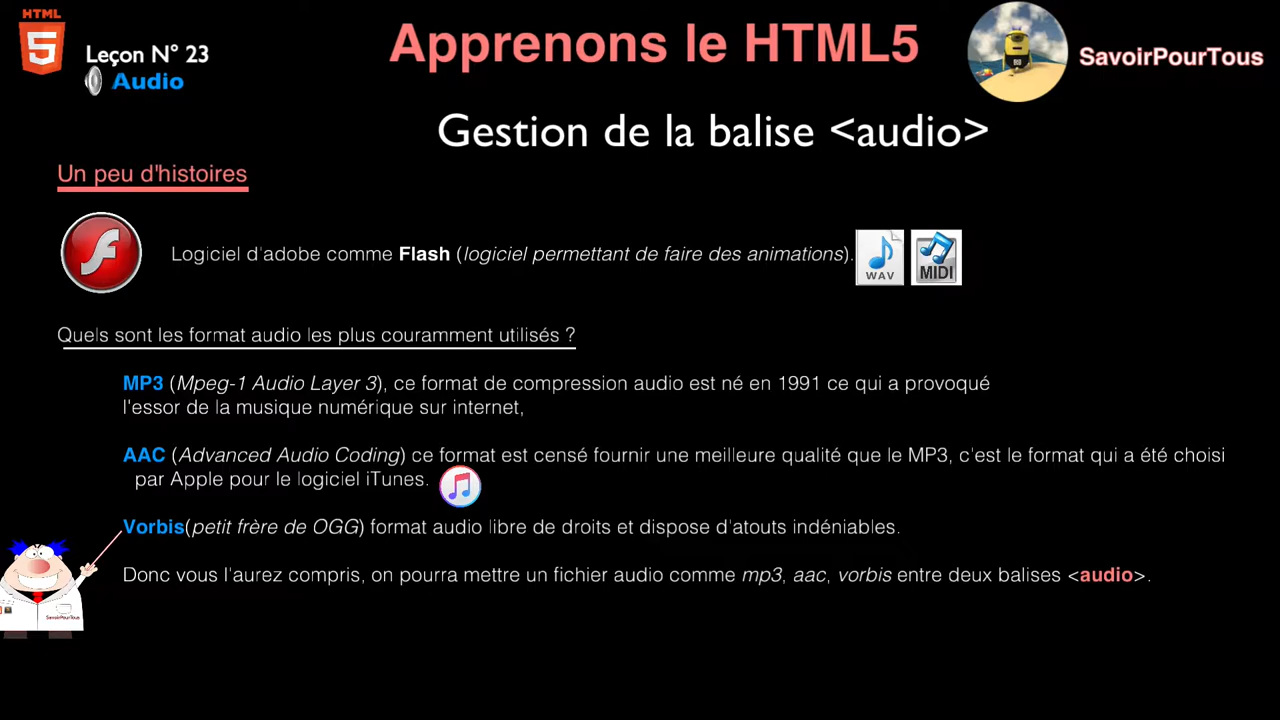 HTML
5
Leçon N° 23
Audio
Apprenons le HTML5
SavoirPourTous
Gestion de la balise <audio>
Un peu d'histoires
Logiciel d'adobe comme Flash (logiciel permettant de faire des animations).
WAV
MIDI
Quels sont les format audio les plus couramment utilisés ?
MP3 (Mpeg-1 Audio Layer 3), ce format de compression audio est né en 1991 ce qui a provoqué
l'essor de la musique numérique sur internet,
AAC (Advanced Audio Coding) ce format est censé fournir une meilleure qualité que le MP3, c'est le format qui a été choisi
par Apple pour le logiciel iTunes.
Vorbis(petit frère de OGG) format audio libre de droits et dispose d'atouts indéniables.
Donc vous l'aurez compris, on pourra mettre un fichier audio comme mp3, aac, vorbis entre deux balises <audio>.
SavoirPourTous